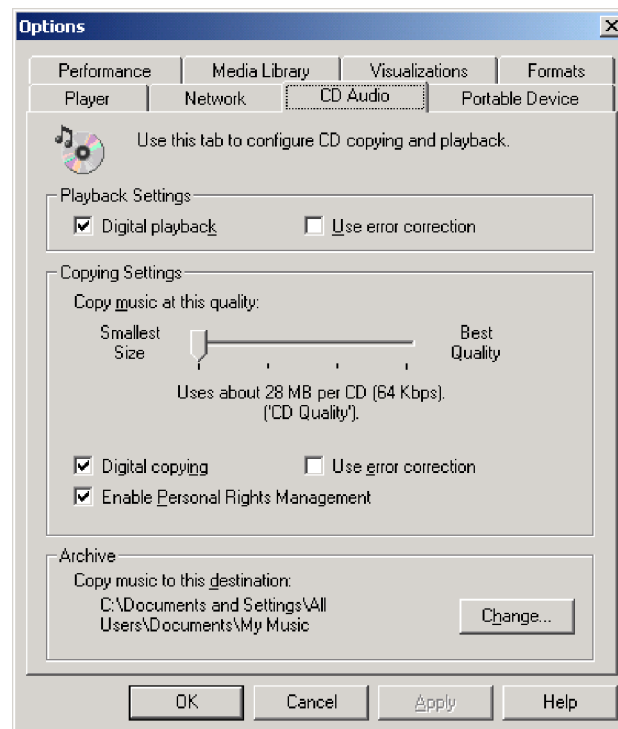 Options
Performance Media Library Visualizations Formats
Player Network CD Audio Portable Device
Use this tab to configure CD copying and playback.
Playback Settings
Digital playback Use error correction
Copying Settings
Copy music at this quality:
Smallest Size
Best Quality
Uses about 28 MB per CD (64 Kbps).
('CD Quality').
Digital copying Use error correction
Enable Personal Rights Management
Archive
Copy music to this destination:
C:\Documents and Settings\All
Users\Documents\My Music
Change...
OK Cancel Apply Help